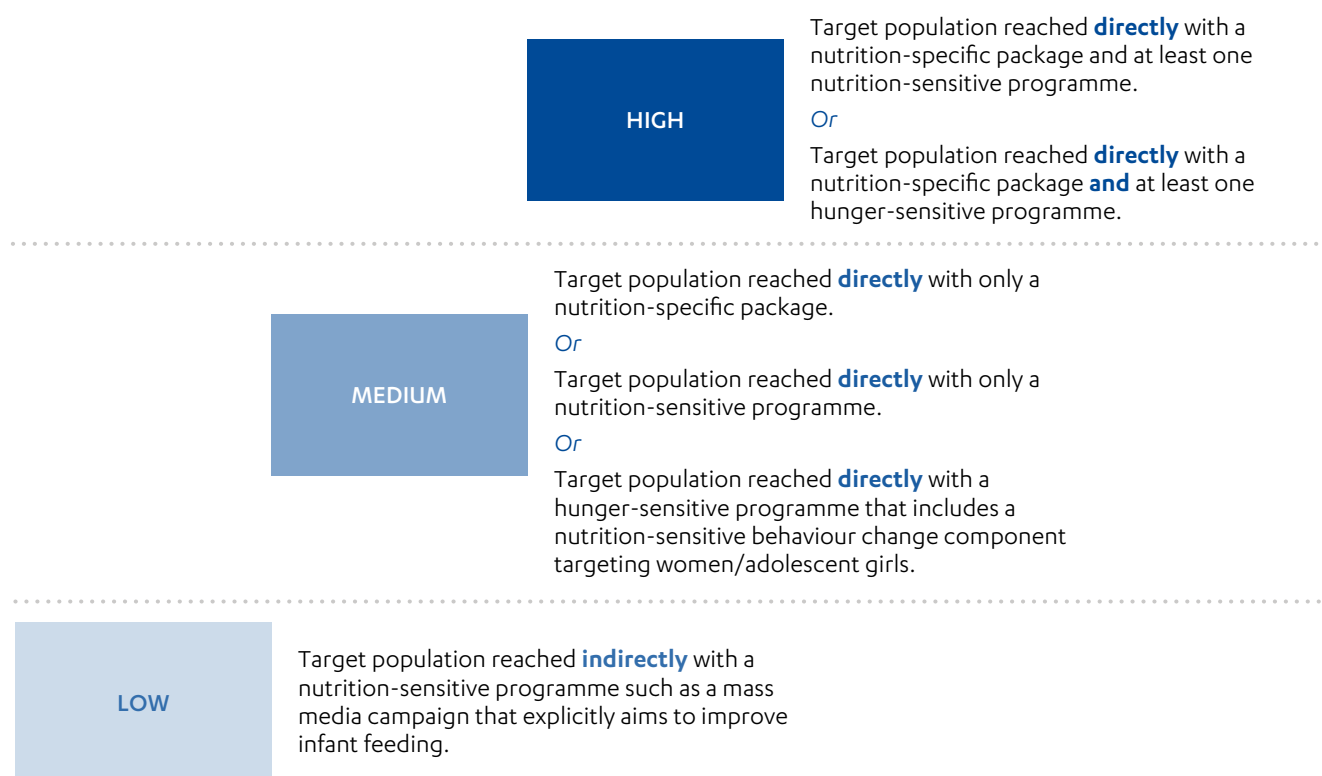 HIGH
Target population reached directly with a
nutrition-specific package and at least one
nutrition-sensitive programme.
Or
Target population reached directly with a
nutrition-specific package and at least one
hunger-sensitive programme.
MEDIUM
Target population reached directly with only a
nutrition-specific package.
Or
Target population reached directly with only a
nutrition-sensitive programme.
Or
Target population reached directly with a
hunger-sensitive programme that includes a
nutrition-sensitive behaviour change component
targeting women/adolescent girls.
LOW
Target population reached indirectly with a
nutrition-sensitive programme such as a mass
media campaign that explicitly aims to improve
infant feeding.